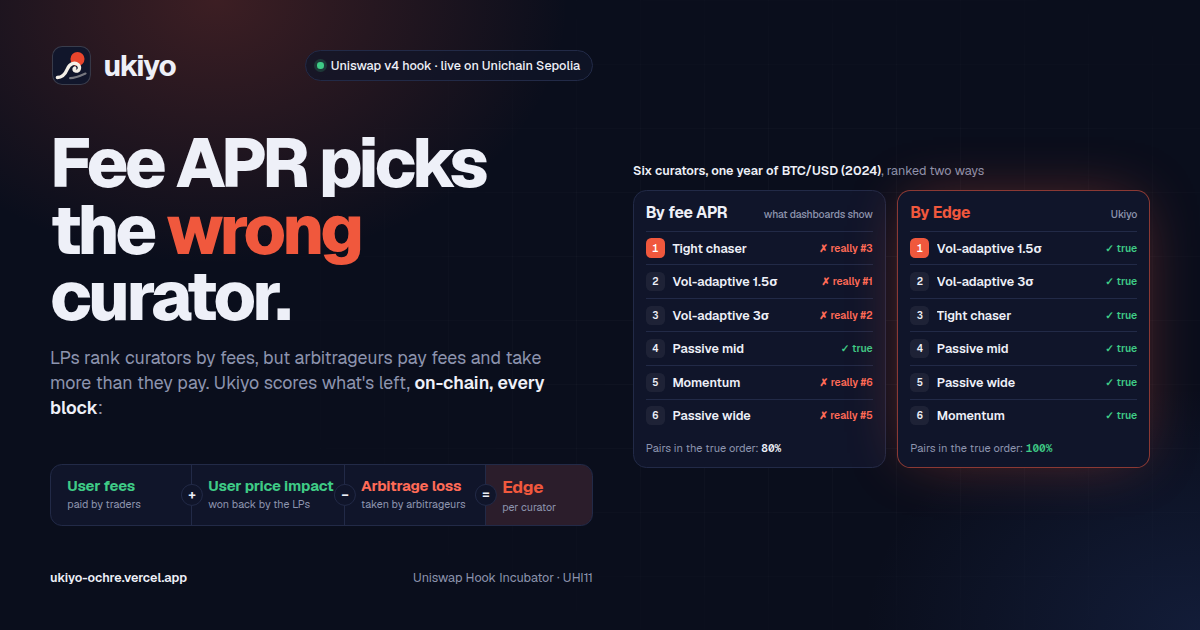 ukiyo
Uniswap v4 hook · live on Unichain Sepolia
Fee APR picks
the wrong
curator.
LPs rank curators by fees, but arbitrageurs pay fees and take
more than they pay. Ukiyo scores what's left, on-chain, every
block:
User fees
paid by traders
+
User price impact
won back by the LPs
−
Arbitrage loss
taken by arbitrageurs
=
Edge
per curator
ukiyo-ochre.vercel.app
Uniswap Hook Incubator · UHI11
Six curators, one year of BTC/USD (2024), ranked two ways
By fee APR what dashboards show
1 Tight chaser ✗ really #3
2 Vol-adaptive 1.5σ ✗ really #1
3 Vol-adaptive 3σ ✗ really #2
4 Passive mid ✓ true
5 Momentum ✗ really #6
6 Passive wide ✗ really #5
Pairs in the true order: 80%
By Edge Ukiyo
1 Vol-adaptive 1.5σ ✓ true
2 Vol-adaptive 3σ ✓ true
3 Tight chaser ✓ true
4 Passive mid ✓ true
5 Passive wide ✓ true
6 Momentum ✓ true
Pairs in the true order: 100%